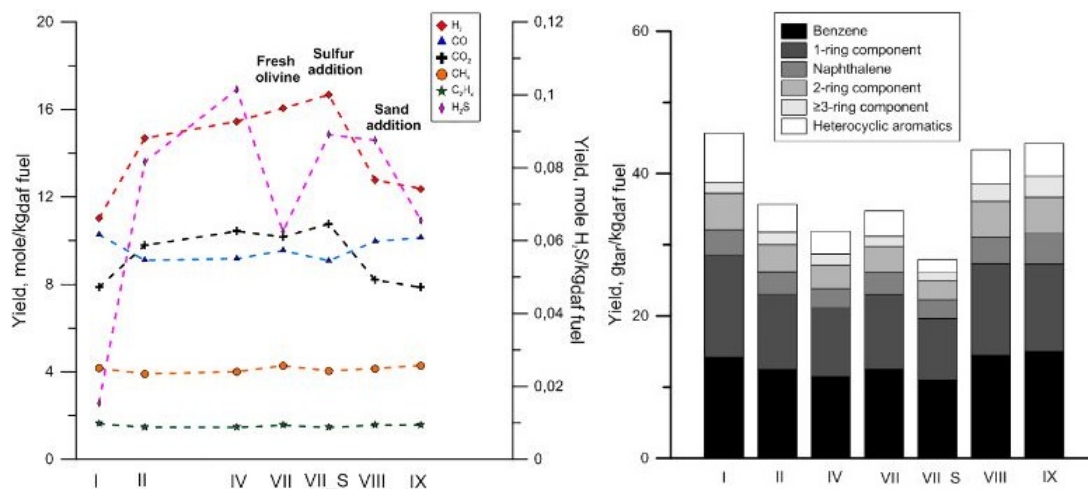 20
16
12
8
4
0
Yield, mole/kgdaf fuel
H₂
CO
CO₂
CH₄
C₂H₄
H₂S
Fresh
olivine
Sulfur
addition
Sand
addition
0,12
0,1
0,08
0,06
0,04
0,02
0
Yield, mole H₂S/kgdaf fuel
I II IV VII VII_S VIII IX
60
40
20
0
Yield, gtar/kgdaf fuel
Benzene
1-ring component
Naphthalene
2-ring component
≥3-ring component
Heterocyclic aromatics
I II IV VII VII S VIII IX